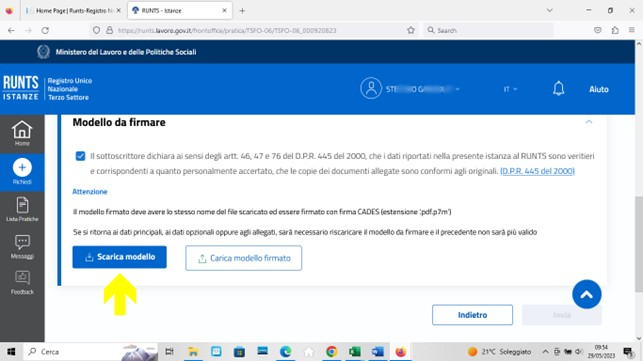 Home Page | Runts-Registro N
RUNTS - Istanze
https://runts.lavoro.gov.it/frontoffice/pratica/TSFO-06/TSFO-06_000920823
Search
Ministero del Lavoro e delle Politiche Sociali
RUNTS
ISTANZE
Registro Unico
Nazionale
Terzo Settore
IT
Aiuto
Home
Richiedi
Lista Pratiche
Messaggi
Feedback
Modello da firmare
Il sottoscrittore dichiara ai sensi degli artt. 46, 47 e 76 del D.P.R. 445 del 2000, che i dati riportati nella presente istanza al RUNTS sono veritieri
e corrispondenti a quanto personalmente accertato, che le copie dei documenti allegate sono conformi agli originali. (D.P.R. 445 del 2000)
Attenzione
Il modello firmato deve avere lo stesso nome del file scaricato ed essere firmato con firma CADES (estensione '.pdf.p7m')
Se si ritorna ai dati principali, ai dati opzionali oppure agli allegati, sarà necessario riscaricare il modello da firmare e il precedente non sarà più valido
Scarica modello
Carica modello firmato
Indietro
Invia
Cerca
21°C Soleggiato
09:54
29/05/2023